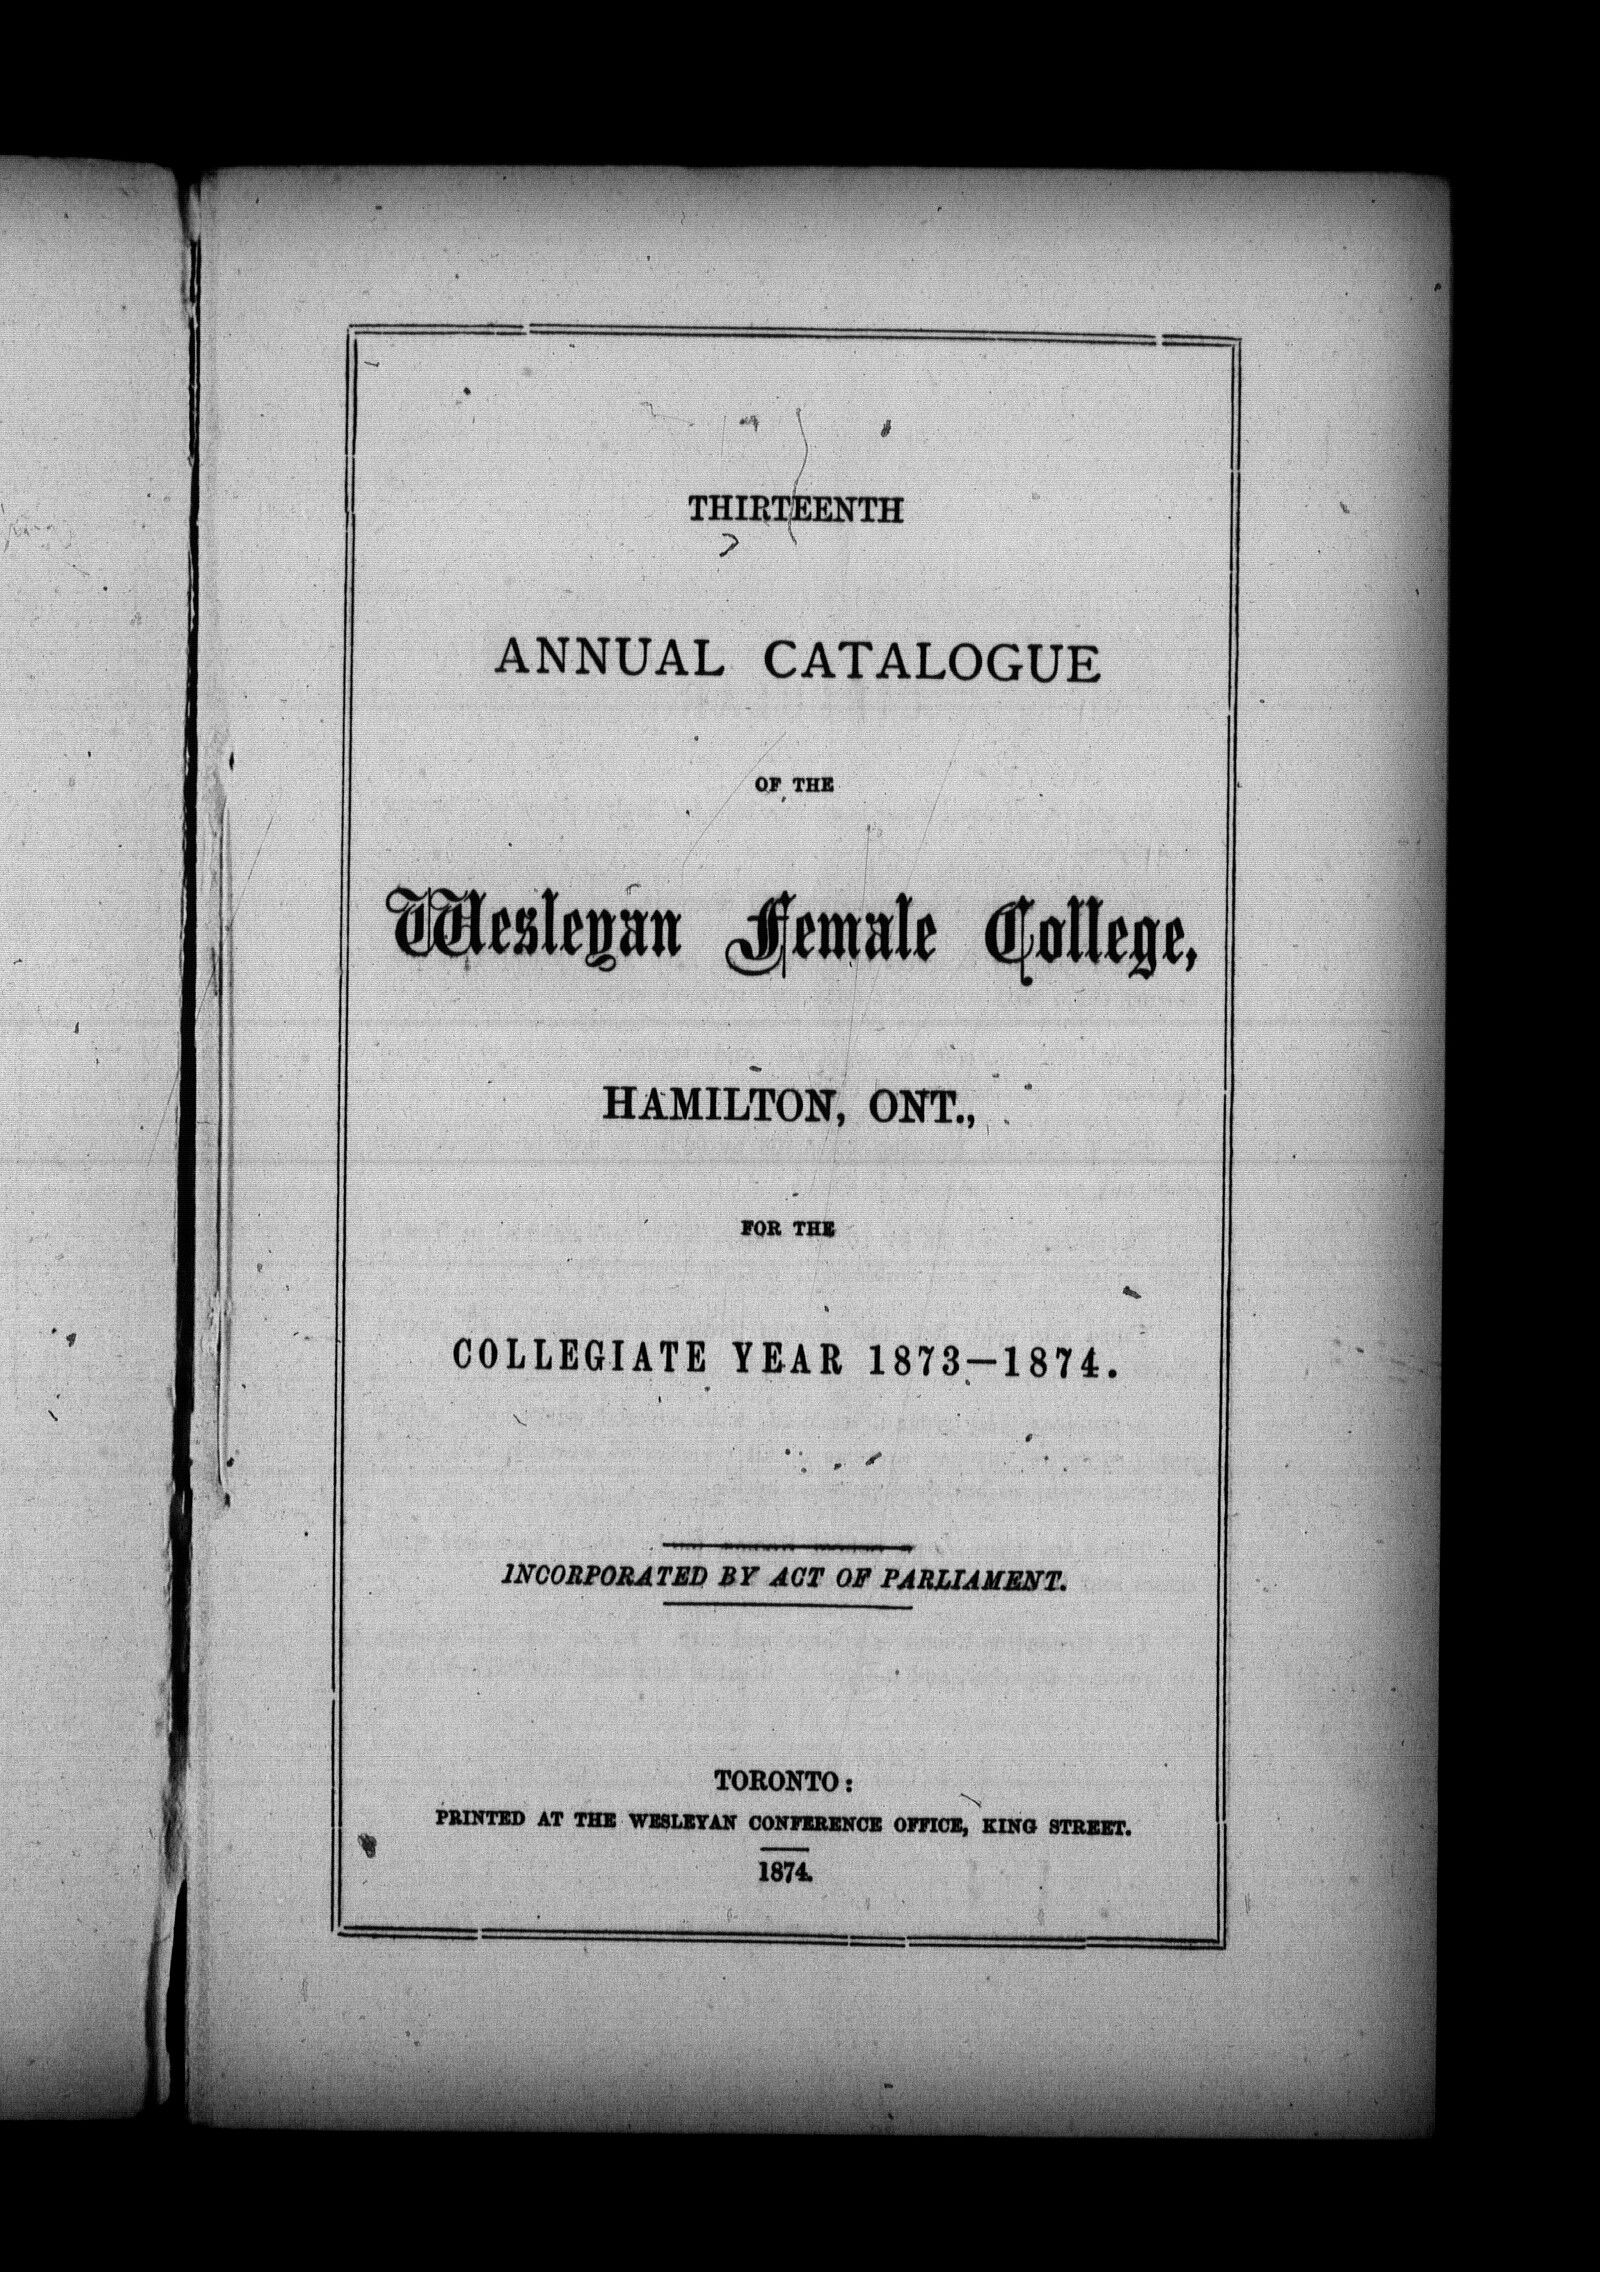 THIRTEENTH
ANNUAL CATALOGUE
OF THE
Wesleyan Female College,
HAMILTON, ONT.,
FOR THE
COLLEGIATE YEAR 1873—1874.
INCORPORATED BY ACT OF PARLIAMENT.
TORONTO:
PRINTED AT THE WESLEYAN CONFERENCE OFFICE, KING STREET.
1874.